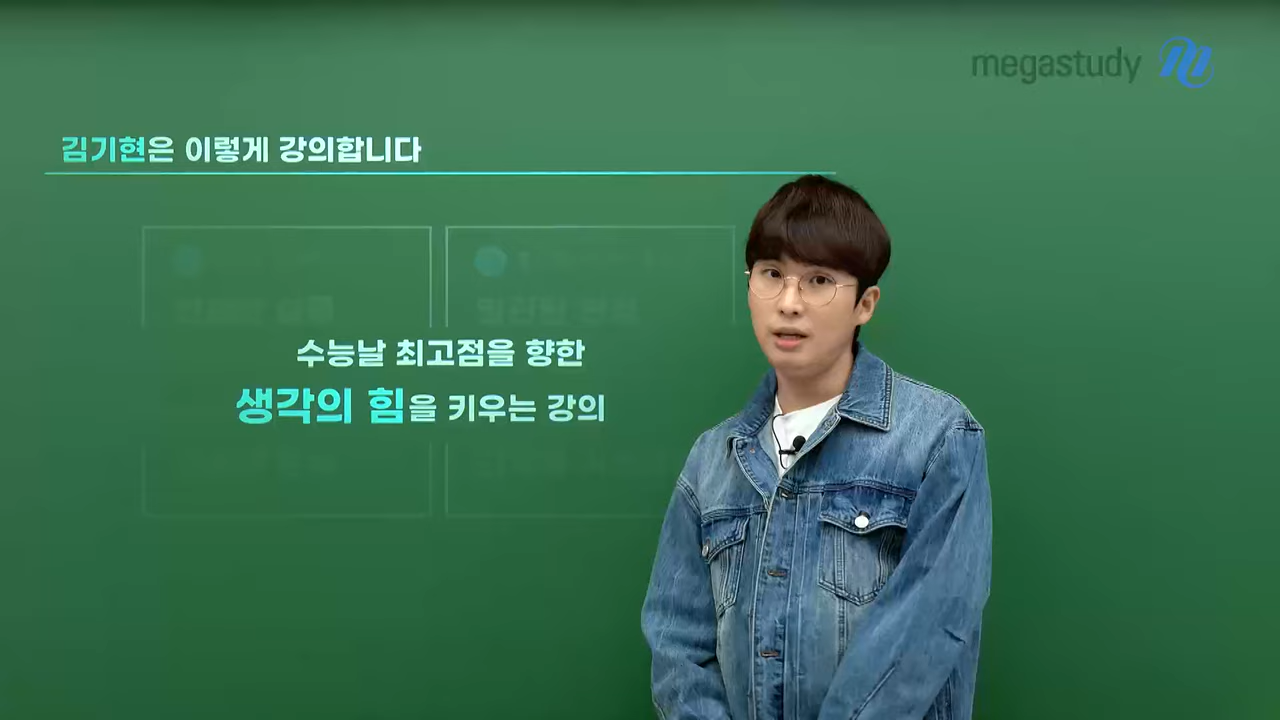 megastudy
김기현은 이렇게 강의합니다
수능날 최고점을 향한
생각의 힘을 키우는 강의